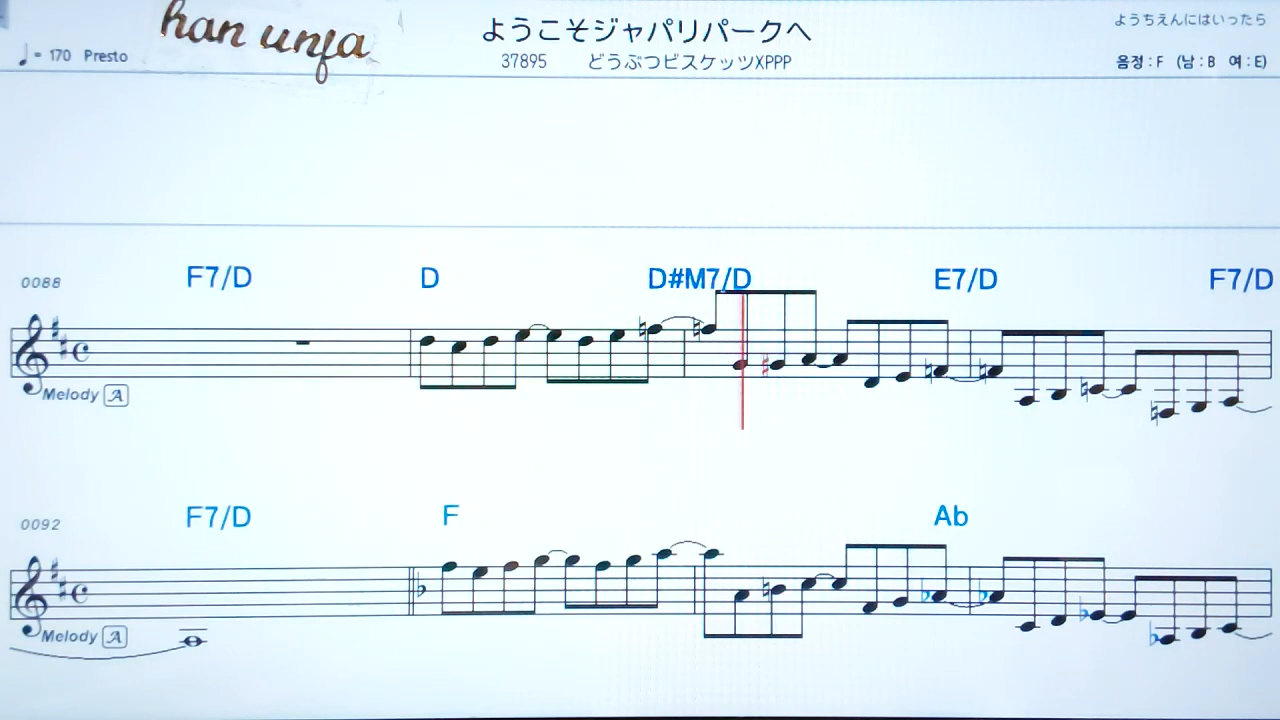 han unfa
ようこそジャパリパークへ
ようちえんにはいったら
♩= 170 Presto
37895 どうぶつビスケッツXPPP
음정 : F (남 : B 여 : E)
0088 F7/D D D#M7/D E7/D F7/D
Melody A
0092 F7/D F Ab
Melody A